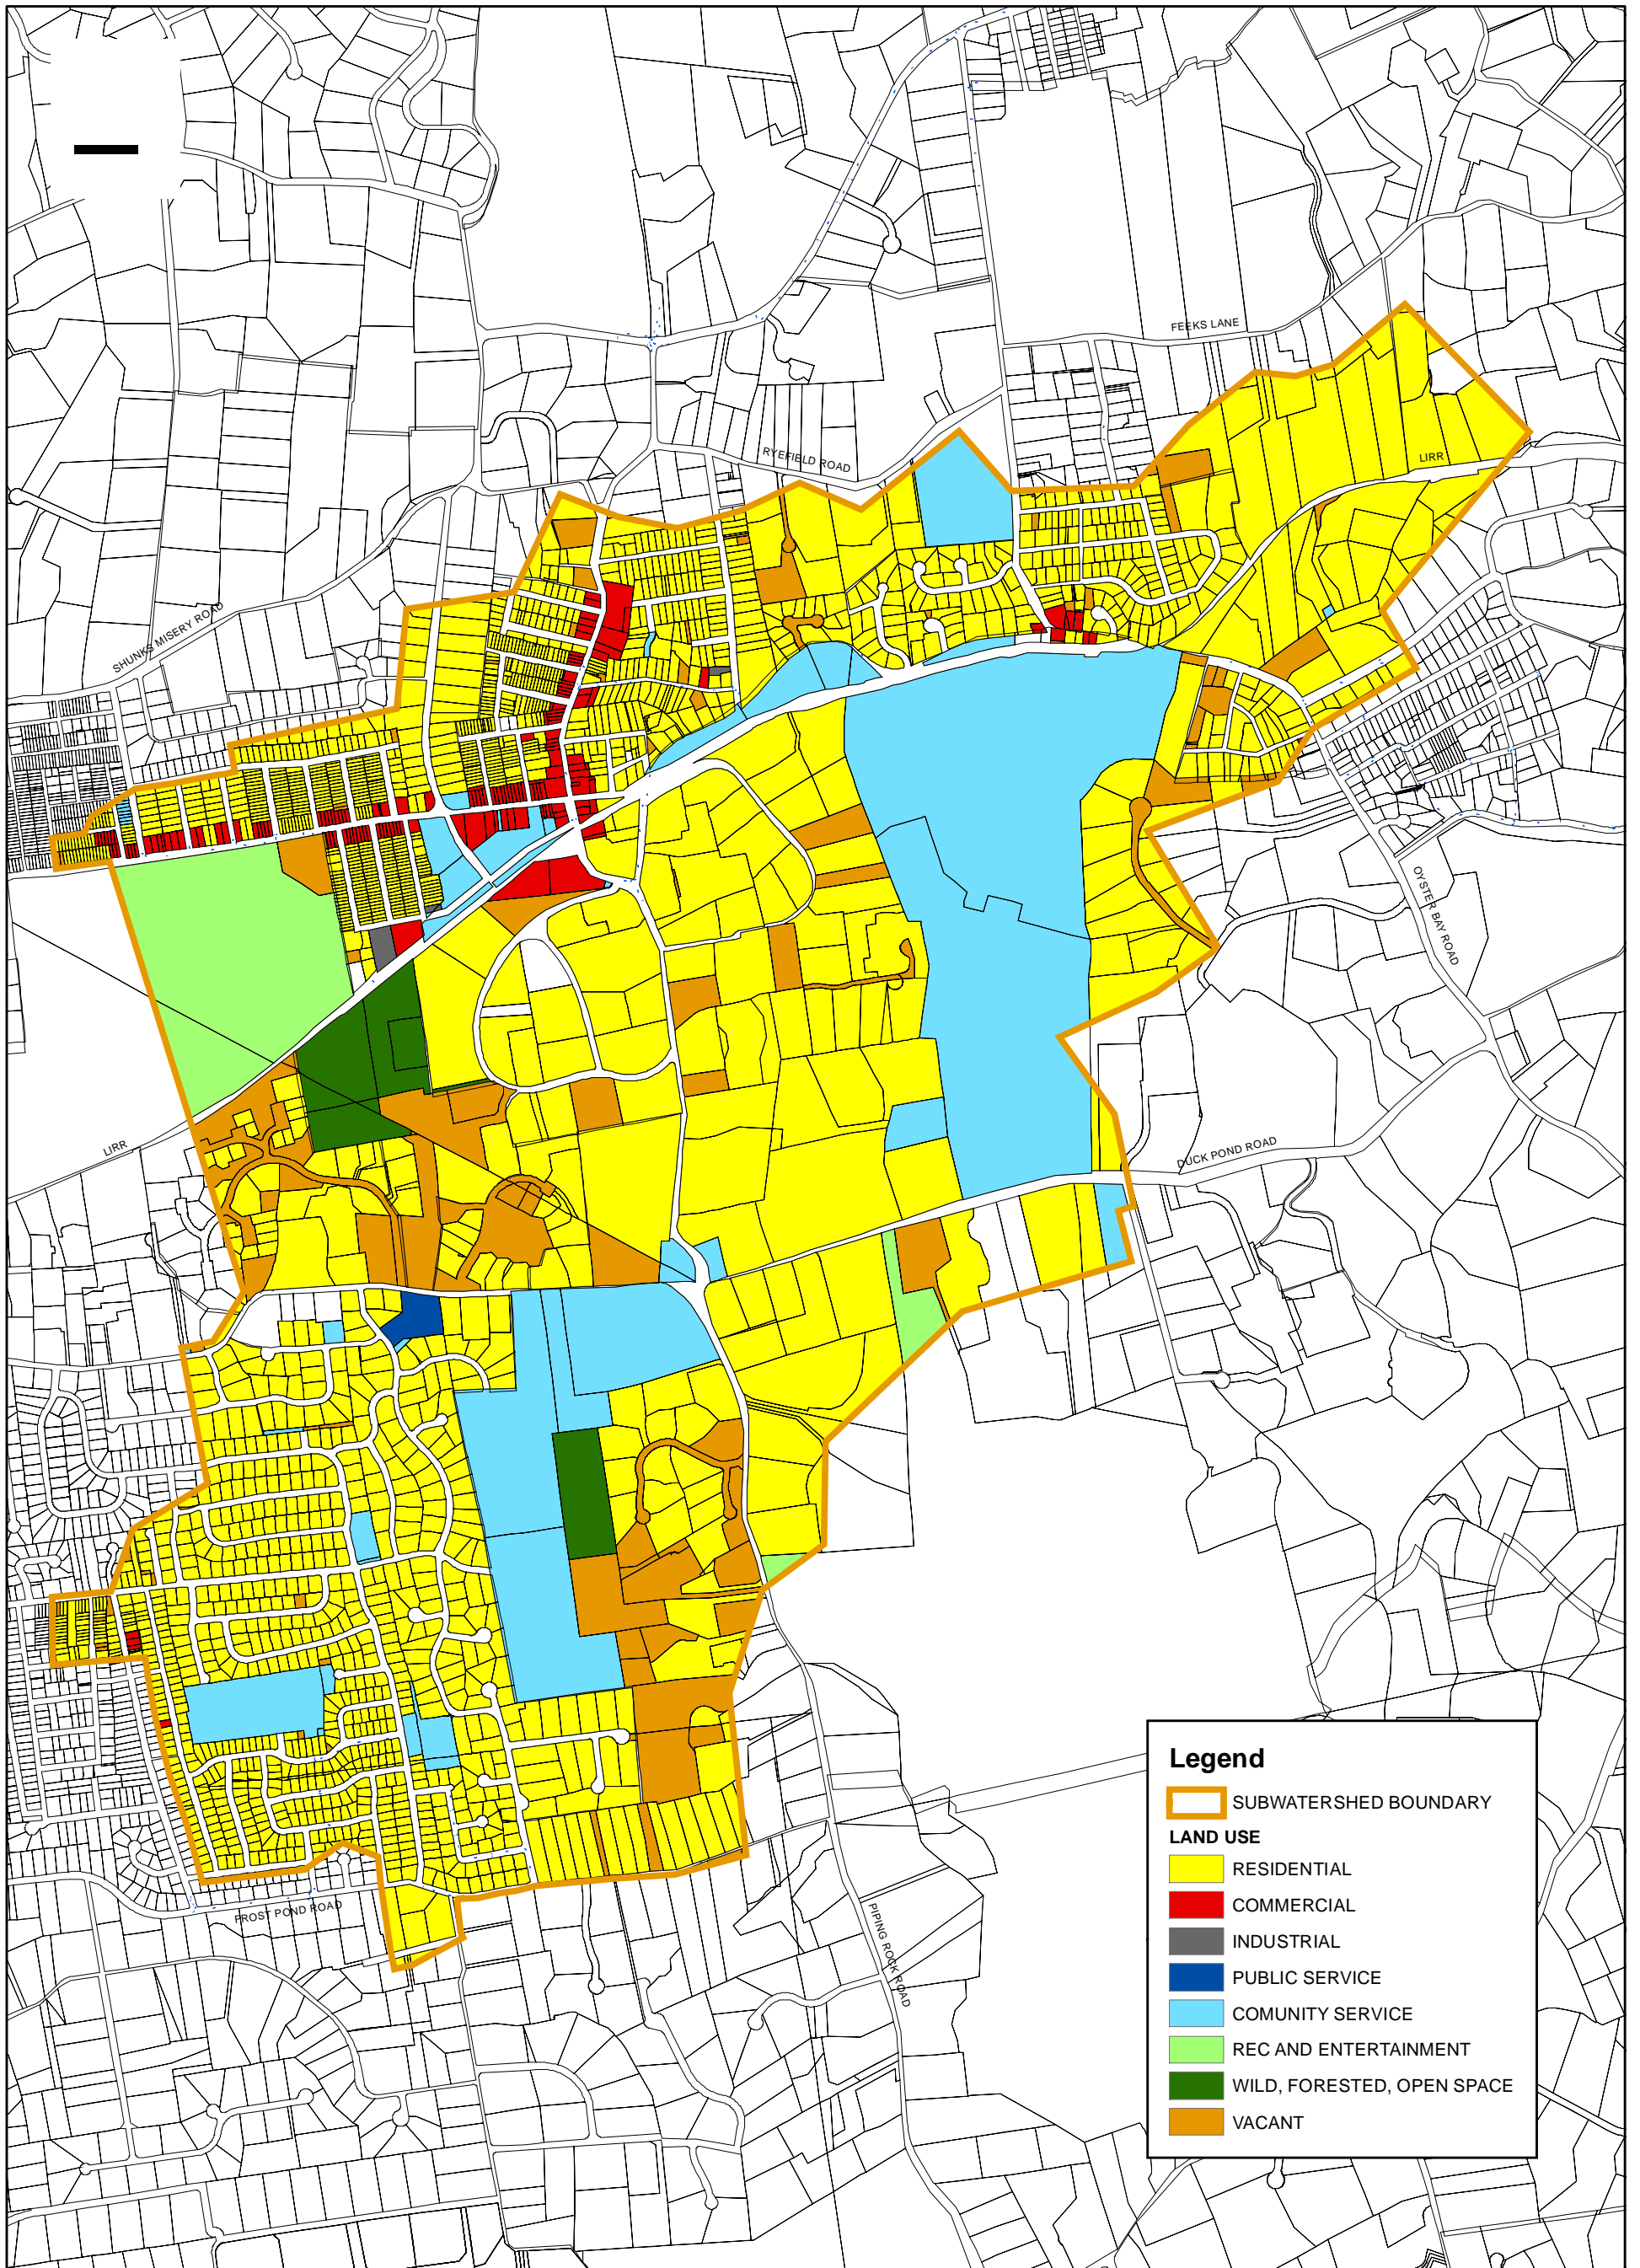 FEEKS LANE
RYEFIELD ROAD
LIRR
SHUNKS MISERY ROAD
OYSTER BAY ROAD
LIRR
DUCK POND ROAD
FROST POND ROAD
PIPING ROCK ROAD
Legend
SUBWATERSHED BOUNDARY
LAND USE
RESIDENTIAL
COMMERCIAL
INDUSTRIAL
PUBLIC SERVICE
COMUNITY SERVICE
REC AND ENTERTAINMENT
WILD, FORESTED, OPEN SPACE
VACANT